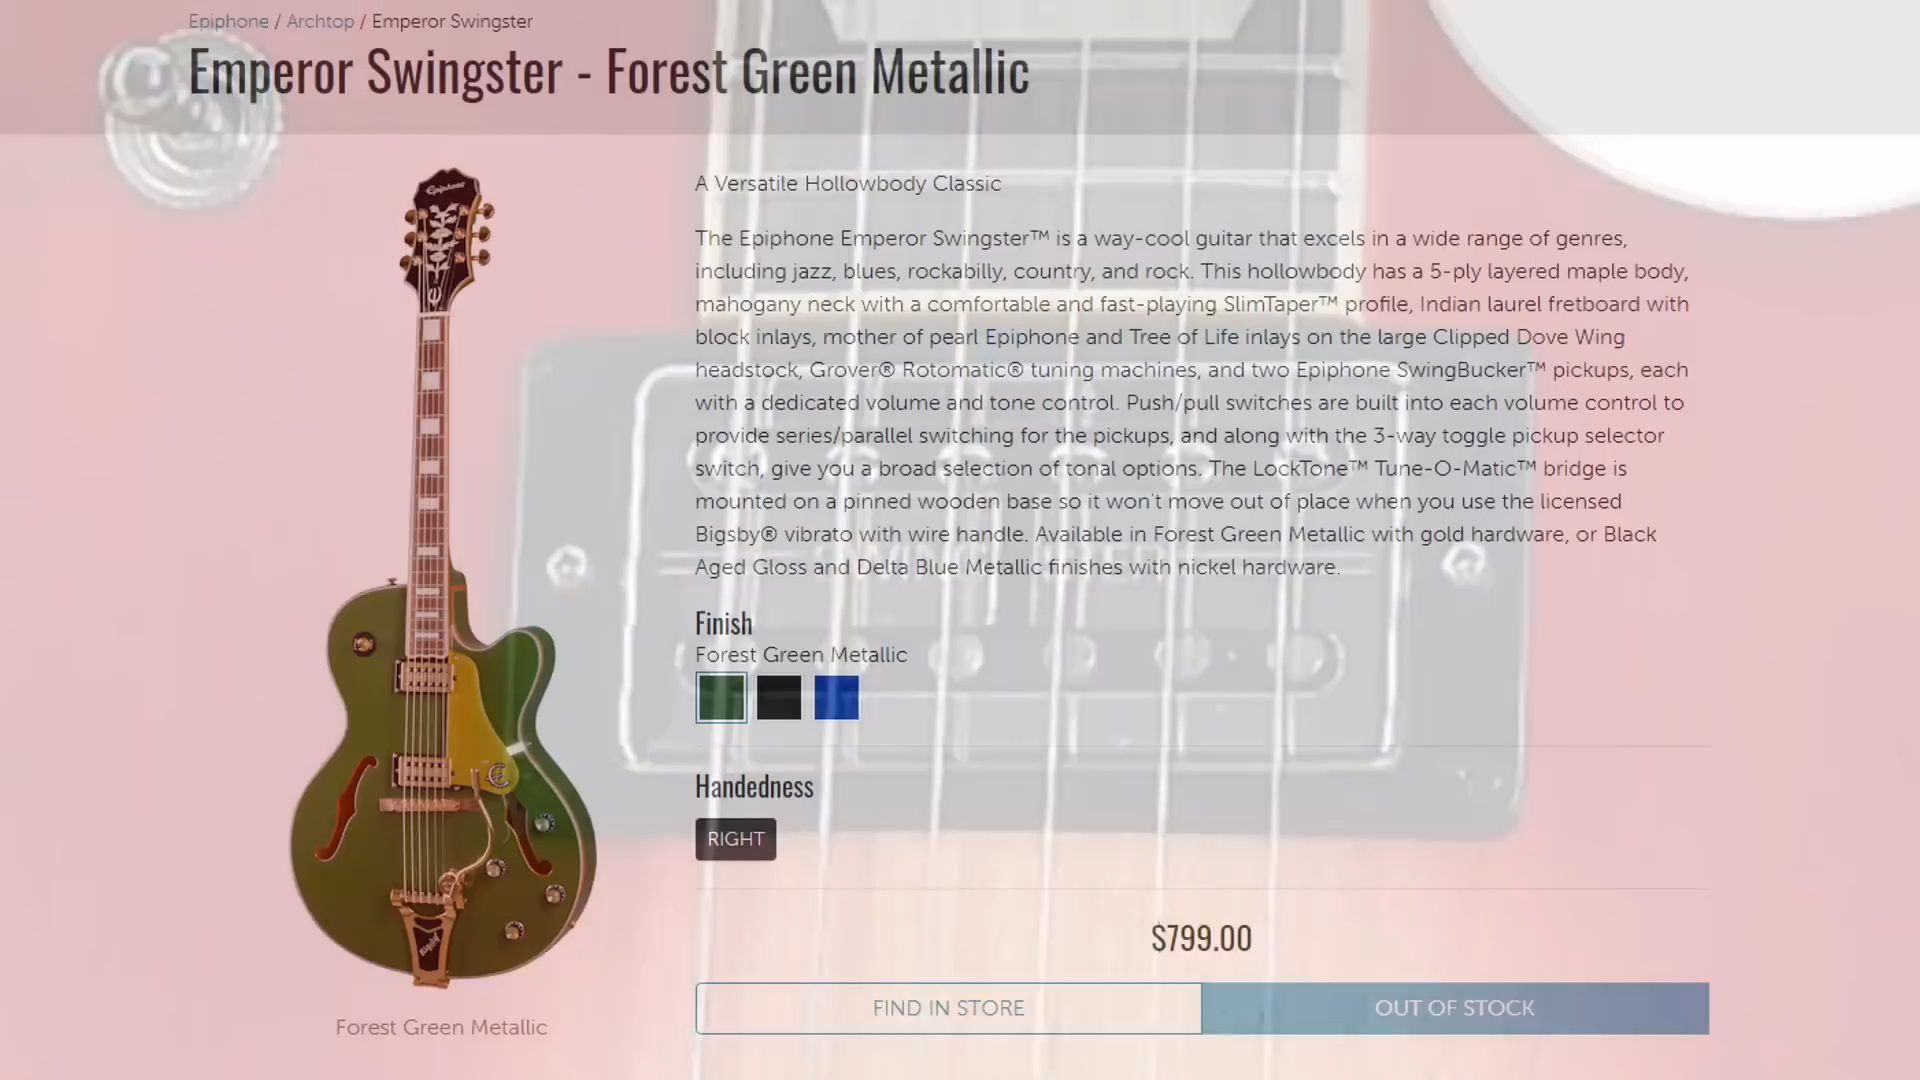 Epiphone / Archtop / Emperor Swingster
Emperor Swingster - Forest Green Metallic
Epiphone
A Versatile Hollowbody Classic
The Epiphone Emperor Swingster™ is a way-cool guitar that excels in a wide range of genres,
including jazz, blues, rockabilly, country, and rock. This hollowbody has a 5-ply layered maple body,
mahogany neck with a comfortable and fast-playing SlimTaper™ profile, Indian laurel fretboard with
block inlays, mother of pearl Epiphone and Tree of Life inlays on the large Clipped Dove Wing
headstock, Grover® Rotomatic® tuning machines, and two Epiphone SwingBucker™ pickups, each
with a dedicated volume and tone control. Push/pull switches are built into each volume control to
provide series/parallel switching for the pickups, and along with the 3-way toggle pickup selector
switch, give you a broad selection of tonal options. The LockTone™ Tune-O-Matic™ bridge is
mounted on a pinned wooden base so it won't move out of place when you use the licensed
Bigsby® vibrato with wire handle. Available in Forest Green Metallic with gold hardware, or Black
Aged Gloss and Delta Blue Metallic finishes with nickel hardware.
Finish
Forest Green Metallic
Handedness
RIGHT
$799.00
FIND IN STORE
OUT OF STOCK
Bigsby
Forest Green Metallic